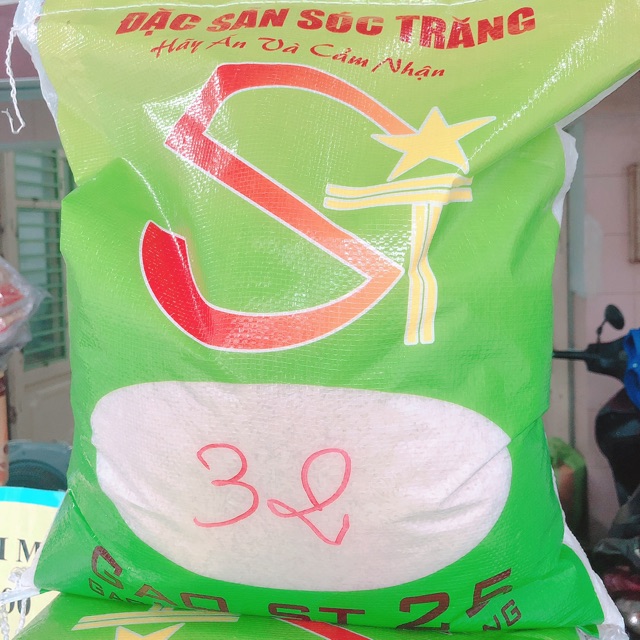 ĐẶC SẢN SÓC TRĂNG
Hãy Ăn Và Cảm Nhận
ST
32
GẠO ST 25